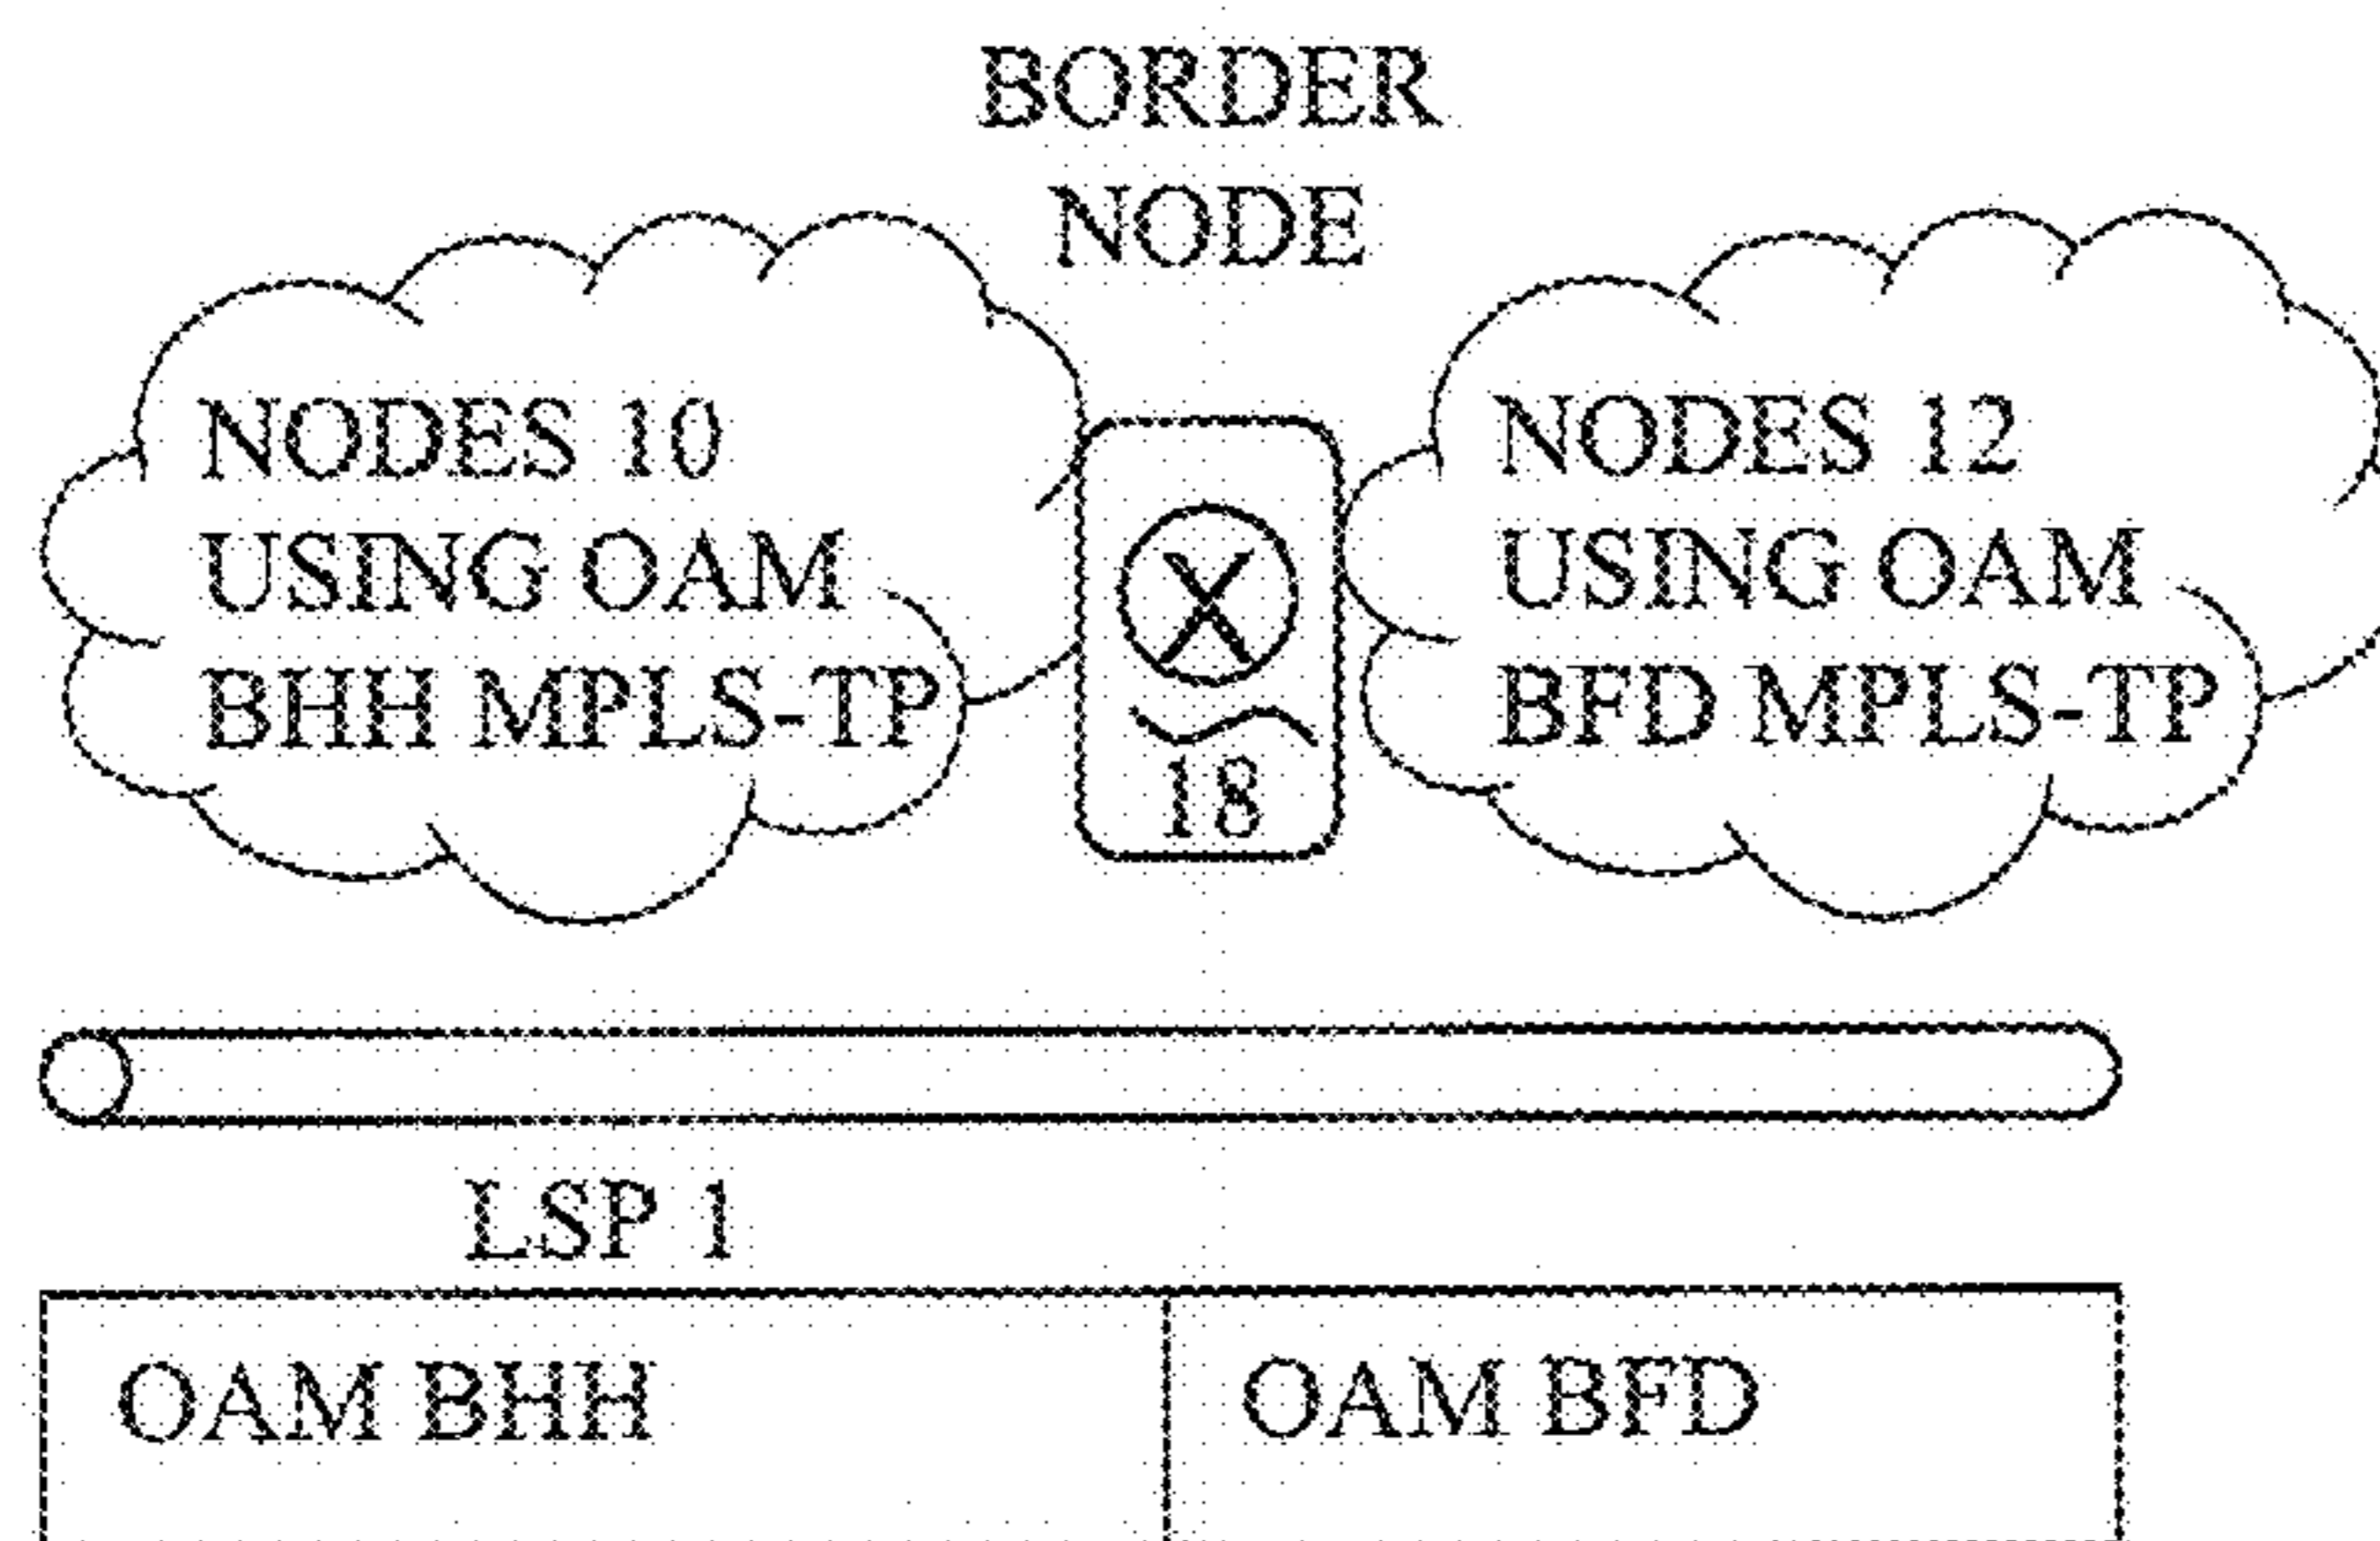 BORDER
NODE
NODES 10
USING OAM
BHH MPLS-TP
X
18
NODES 12
USING OAM
BFD MPLS-TP
LSP 1
OAM BHH
OAM BFD